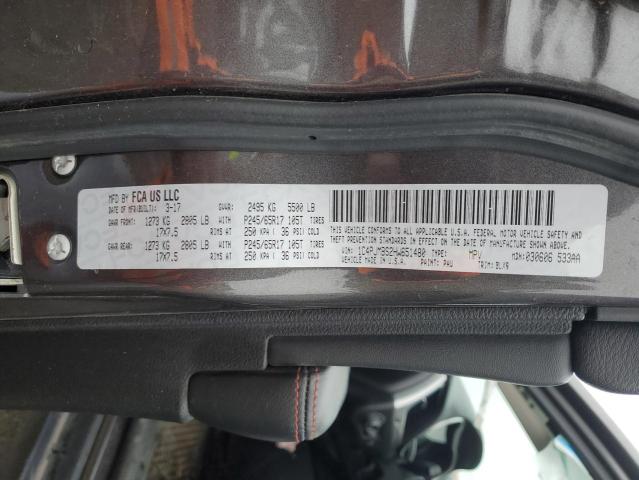 MFD BY FCA US LLC
DATE OF MFR(BUILT): 3-17 GVWR: 2495 KG 5500 LB
GAWR FRONT: 1273 KG 2805 LB WITH P245/65R17 105T TIRES
17X7.5 RIMS AT 250 KPA ( 36 PSI) COLD
GAWR REAR: 1273 KG 2805 LB WITH P245/65R17 105T TIRES
17X7.5 RIMS AT 250 KPA ( 36 PSI) COLD
THIS VEHICLE CONFORMS TO ALL APPLICABLE U.S.A. FEDERAL MOTOR VEHICLE SAFETY AND
THEFT PREVENTION STANDARDS IN EFFECT ON THE DATE OF MANUFACTURE SHOWN ABOVE.
VIN: TYPE: MPV MDH: 030606 533AA
VEHICLE MADE IN U.S.A. PAINT: PAU TRIM: BLX9